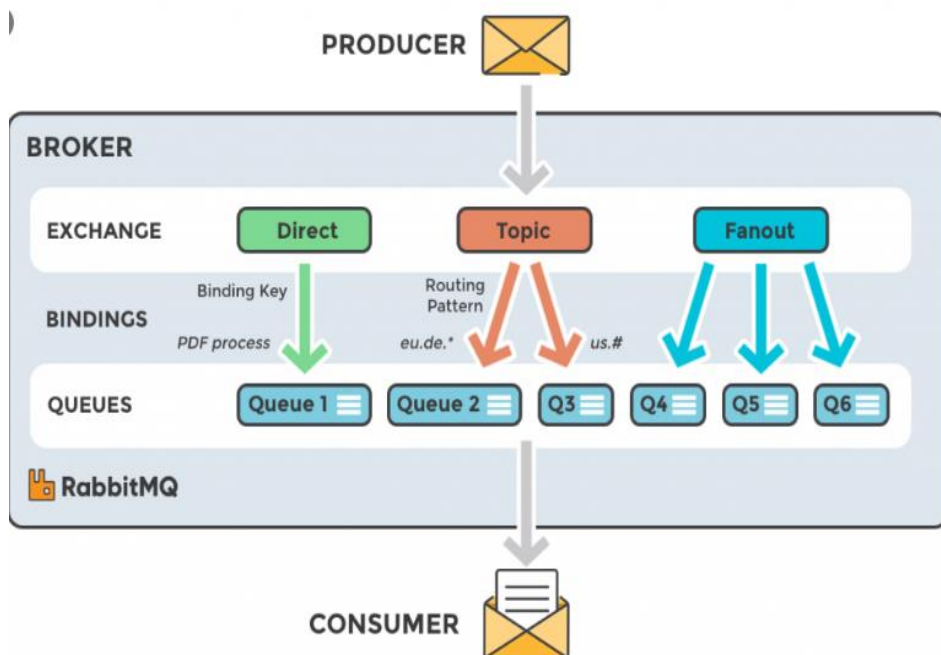 PRODUCER
BROKER
EXCHANGE
Direct
Topic
Fanout
Binding Key
Routing
Pattern
BINDINGS
PDF process
eu.de.*
us.#
QUEUES
Queue 1
Queue 2
Q3
Q4
Q5
Q6
RabbitMQ
CONSUMER